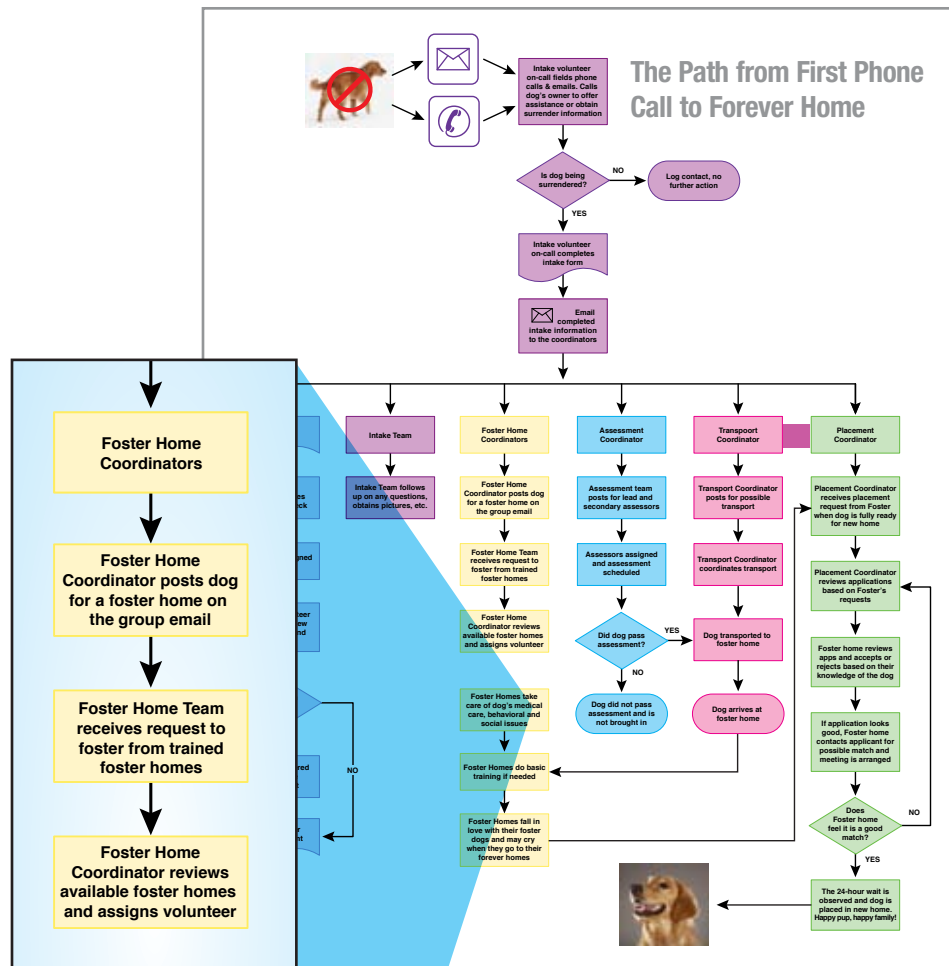 The Path from First Phone
Call to Forever Home
Intake volunteer
on-call fields phone
calls & emails. Calls
dog's owner to offer
assistance or obtain
surrender information
Is dog being
surrendered?
NO
Log contact, no
further action
YES
Intake volunteer
on-call completes
intake form
Email
completed
intake information
to the coordinators
Foster Home
Coordinators
Foster Home
Coordinator posts dog
for a foster home on
the group email
Foster Home Team
receives request to
foster from trained
foster homes
Foster Home
Coordinator reviews
available foster homes
and assigns volunteer
NO
Intake Team
Intake Team follows
up on any questions,
obtains pictures, etc.
Foster Home
Coordinators
Foster Home
Coordinator posts dog
for a foster home on
the group email
Foster Home Team
receives request to
foster from trained
foster homes
Foster Home
Coordinator reviews
available foster homes
and assigns volunteer
Foster Homes take
care of dog's medical
care, behavioral and
social issues
Foster Homes do basic
training if needed
Foster Homes fall in
love with their foster
dogs and may cry
when they go to their
forever homes
Assessment
Coordinator
Assessment team
posts for lead and
secondary assessors
Assessors assigned
and assessment
scheduled
Did dog pass
assessment?
YES
NO
Dog did not pass
assessment and is
not brought in
Transpoort
Coordinator
Transport Coordinator
posts for possible
transport
Transport Coordinator
coordinates transport
Dog transported to
foster home
Dog arrives at
foster home
Placement
Coordinator
Placement Coordinator
receives placement
request from Foster
when dog is fully ready
for new home
Placement Coordinator
reviews applications
based on Foster's
requests
Foster home reviews
apps and accepts or
rejects based on their
knowledge of the dog
If application looks
good, Foster home
contacts applicant for
possible match and
meeting is arranged
Does
Foster home
feel it is a good
match?
NO
YES
The 24-hour wait is
observed and dog is
placed in new home.
Happy pup, happy family!